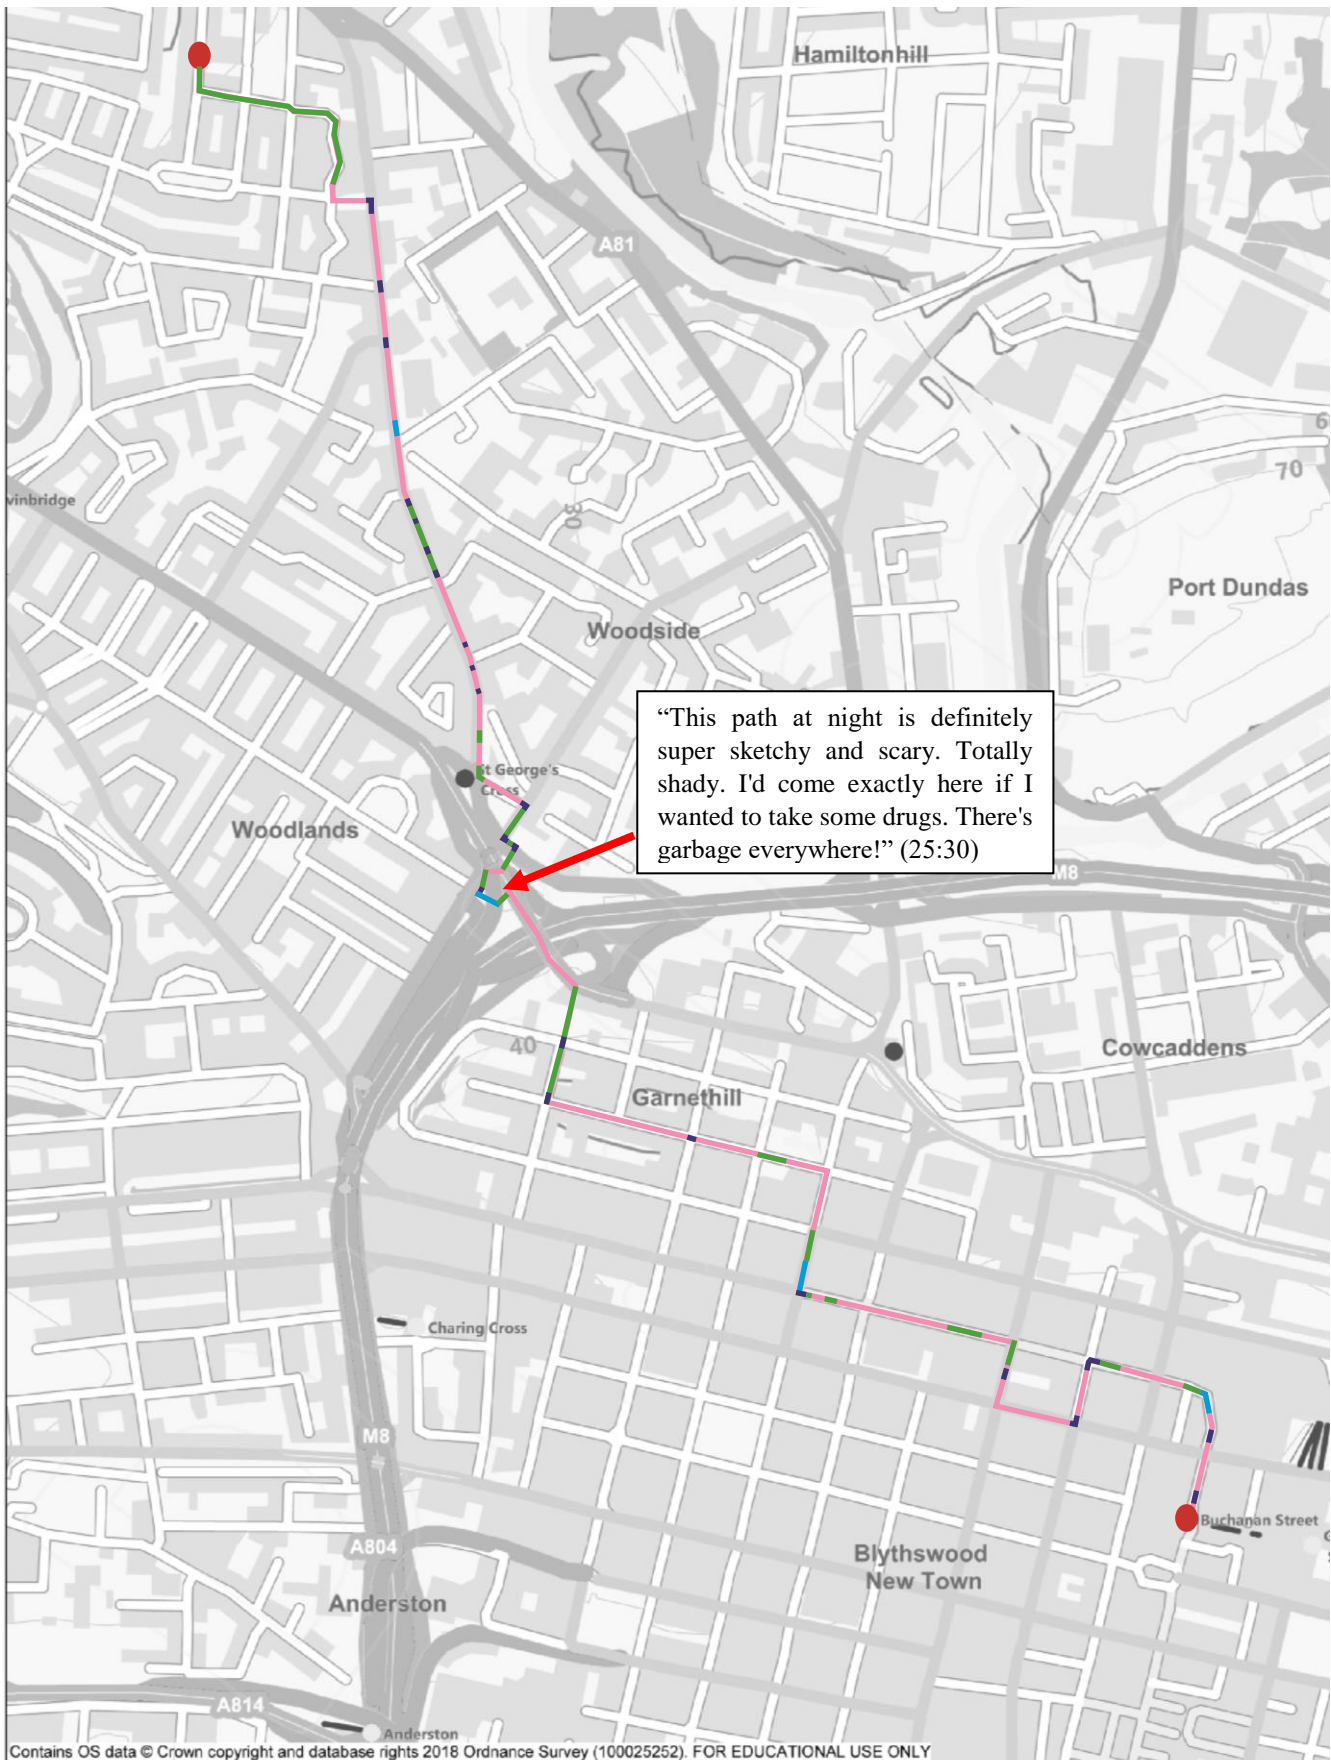 Hamiltonhill
A81
70
vinbridge
30
Port Dundas
Woodside
“This path at night is definitely
super sketchy and scary. Totally
shady. I'd come exactly here if I
wanted to take some drugs. There's
garbage everywhere!” (25:30)
St George's
Cross
Woodlands
M8
40
Cowcaddens
Garnethill
Charing Cross
M8
Buchanan Street
A804
Blythswood
New Town
Anderston
A814
Anderston
Contains OS data © Crown copyright and database rights 2018 Ordnance Survey (100025252). FOR EDUCATIONAL USE ONLY